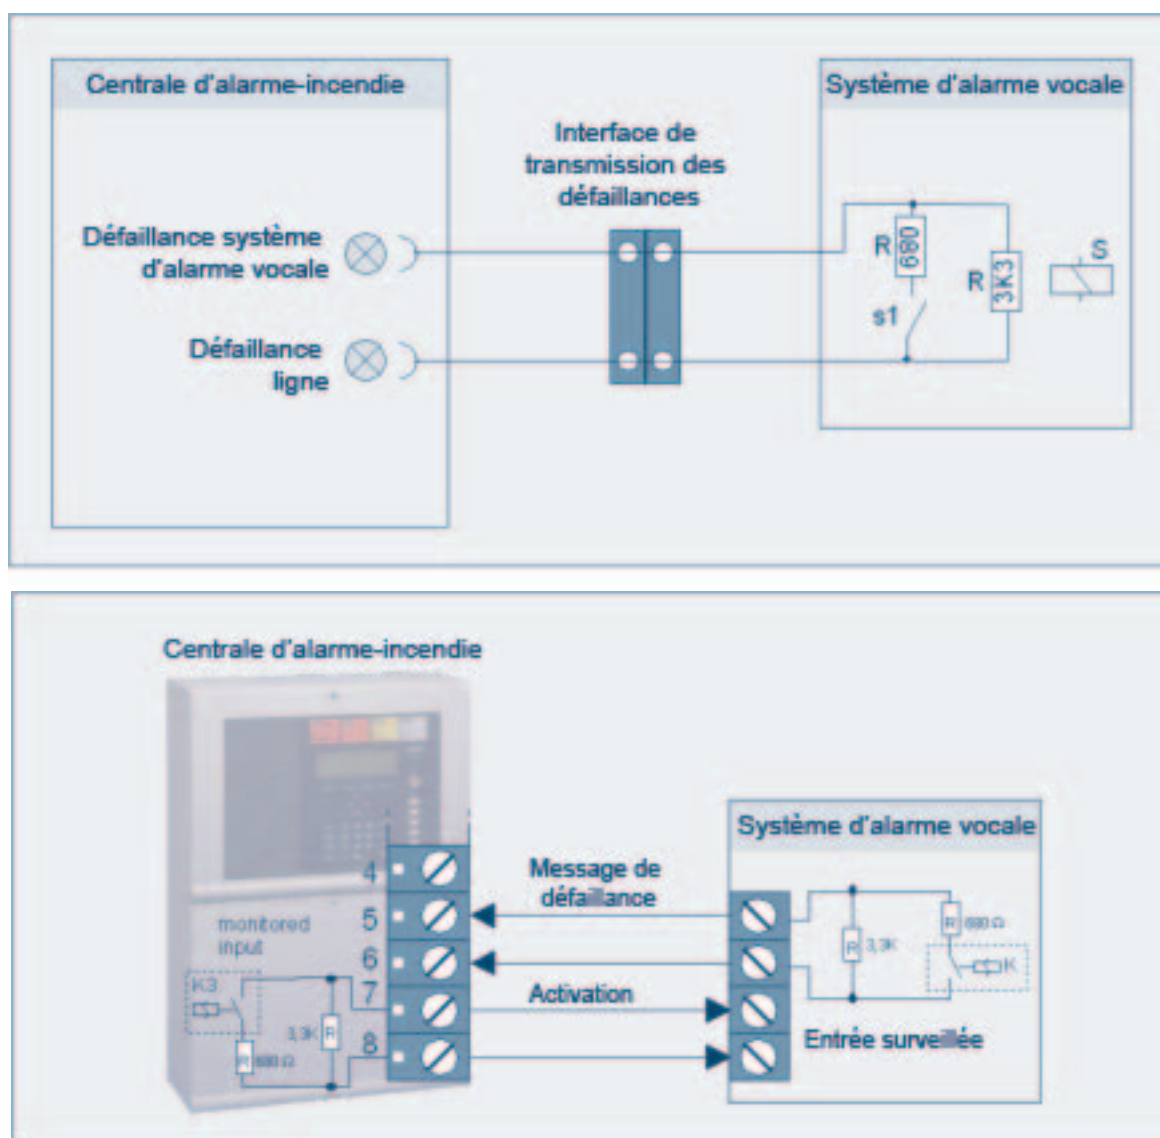 Centrale d'alarme-incendie
Système d'alarme vocale
Interface de
transmission des
défaillances
Défaillance système
d'alarme vocale
Défaillance
ligne
R
680
s1
R
3K3
S
Centrale d'alarme-incendie
4
5
6
7
8
monitored
input
K3
3,3K
R
R
680 Ω
Message de
défaillance
Activation
Système d'alarme vocale
R
3,3K
R
680 Ω
K
Entrée surveillée